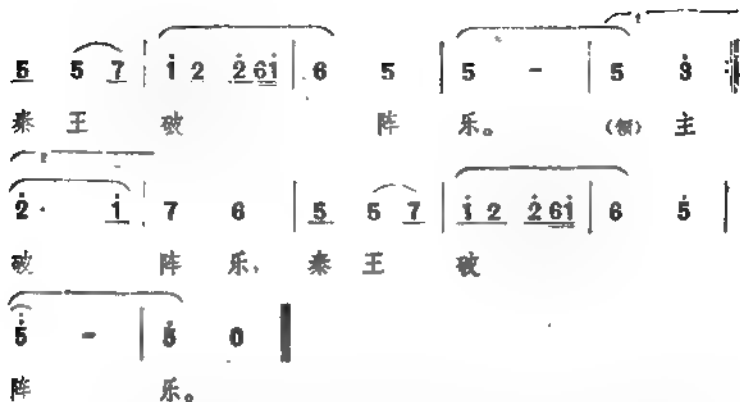 5 5 7 | i 2 2 6 i | 6 5 | 5 - | 5 3
秦 王 破 阵 乐。 (领) 主
2· i | 7 6 | 5 5 7 | i 2 2 6 i | 6 5 |
破 阵 乐, 秦 王 破
5 - | 5 0
阵 乐。